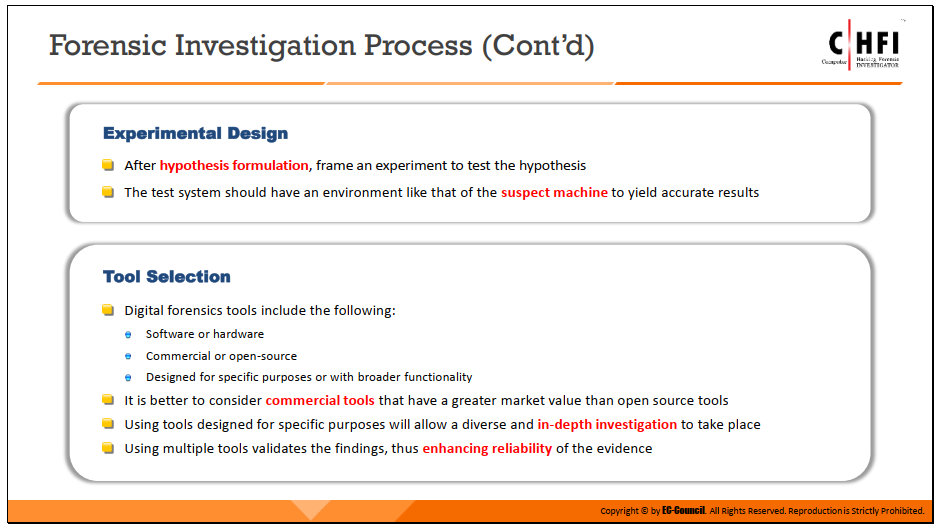 Forensic Investigation Process (Cont'd)
CHFI
Computer Hacking Forensic
INVESTIGATOR
Experimental Design
After hypothesis formulation, frame an experiment to test the hypothesis
The test system should have an environment like that of the suspect machine to yield accurate results
Tool Selection
Digital forensics tools include the following:
Software or hardware
Commercial or open-source
Designed for specific purposes or with broader functionality
It is better to consider commercial tools that have a greater market value than open source tools
Using tools designed for specific purposes will allow a diverse and in-depth investigation to take place
Using multiple tools validates the findings, thus enhancing reliability of the evidence
Copyright © by EC-Council. All Rights Reserved. Reproduction is Strictly Prohibited.